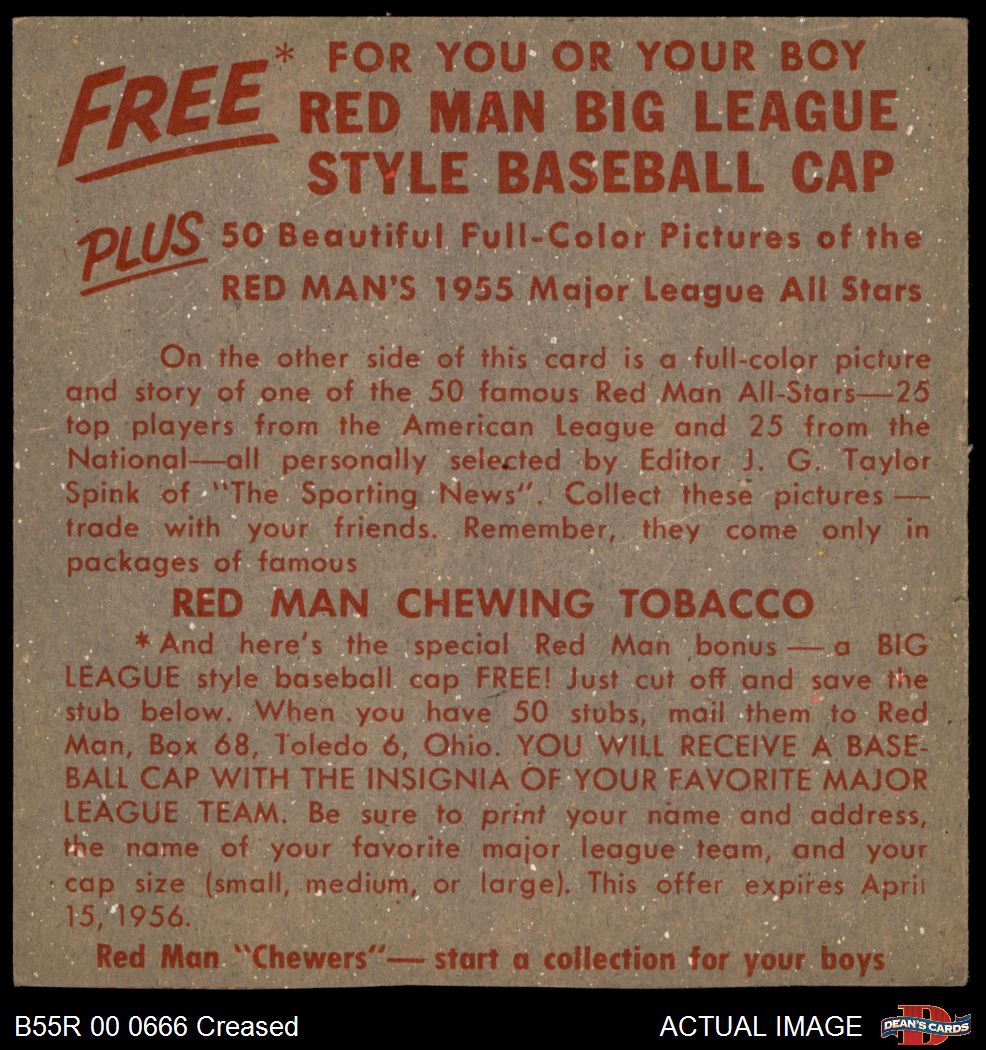 FREE* FOR YOU OR YOUR BOY
RED MAN BIG LEAGUE
STYLE BASEBALL CAP
PLUS 50 Beautiful Full-Color Pictures of the
RED MAN'S 1955 Major League All Stars
On the other side of this card is a full-color picture
and story of one of the 50 famous Red Man All-Stars—25
top players from the American League and 25 from the
National—all personally selected by Editor J. G. Taylor
Spink of "The Sporting News". Collect these pictures —
trade with your friends. Remember, they come only in
packages of famous
RED MAN CHEWING TOBACCO
* And here's the special Red Man bonus — a BIG
LEAGUE style baseball cap FREE! Just cut off and save the
stub below. When you have 50 stubs, mail them to Red
Man, Box 68, Toledo 6, Ohio. YOU WILL RECEIVE A BASE-
BALL CAP WITH THE INSIGNIA OF YOUR FAVORITE MAJOR
LEAGUE TEAM. Be sure to print your name and address,
the name of your favorite major league team, and your
cap size (small, medium, or large). This offer expires April
15, 1956.
Red Man "Chewers"— start a collection for your boys
B55R 00 0666 Creased
ACTUAL IMAGE
DEAN'S CARDS